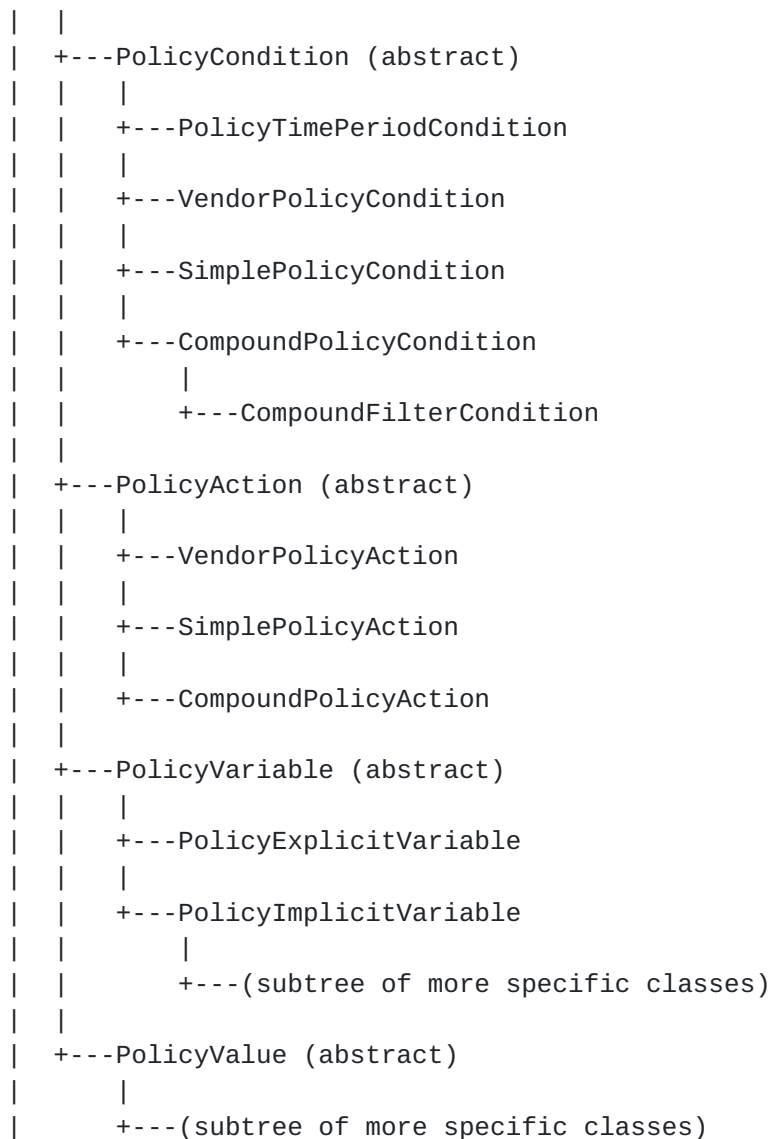 |  |
|  +---PolicyCondition (abstract)
|  |   |
|  |   +---PolicyTimePeriodCondition
|  |   |
|  |   +---VendorPolicyCondition
|  |   |
|  |   +---SimplePolicyCondition
|  |   |
|  |   +---CompoundPolicyCondition
|  |       |
|  |       +---CompoundFilterCondition
|  |
|  +---PolicyAction (abstract)
|  |   |
|  |   +---VendorPolicyAction
|  |   |
|  |   +---SimplePolicyAction
|  |   |
|  |   +---CompoundPolicyAction
|  |
|  +---PolicyVariable (abstract)
|  |   |
|  |   +---PolicyExplicitVariable
|  |   |
|  |   +---PolicyImplicitVariable
|  |       |
|  |       +---(subtree of more specific classes)
|  |
|  +---PolicyValue (abstract)
|      |
|      +---(subtree of more specific classes)